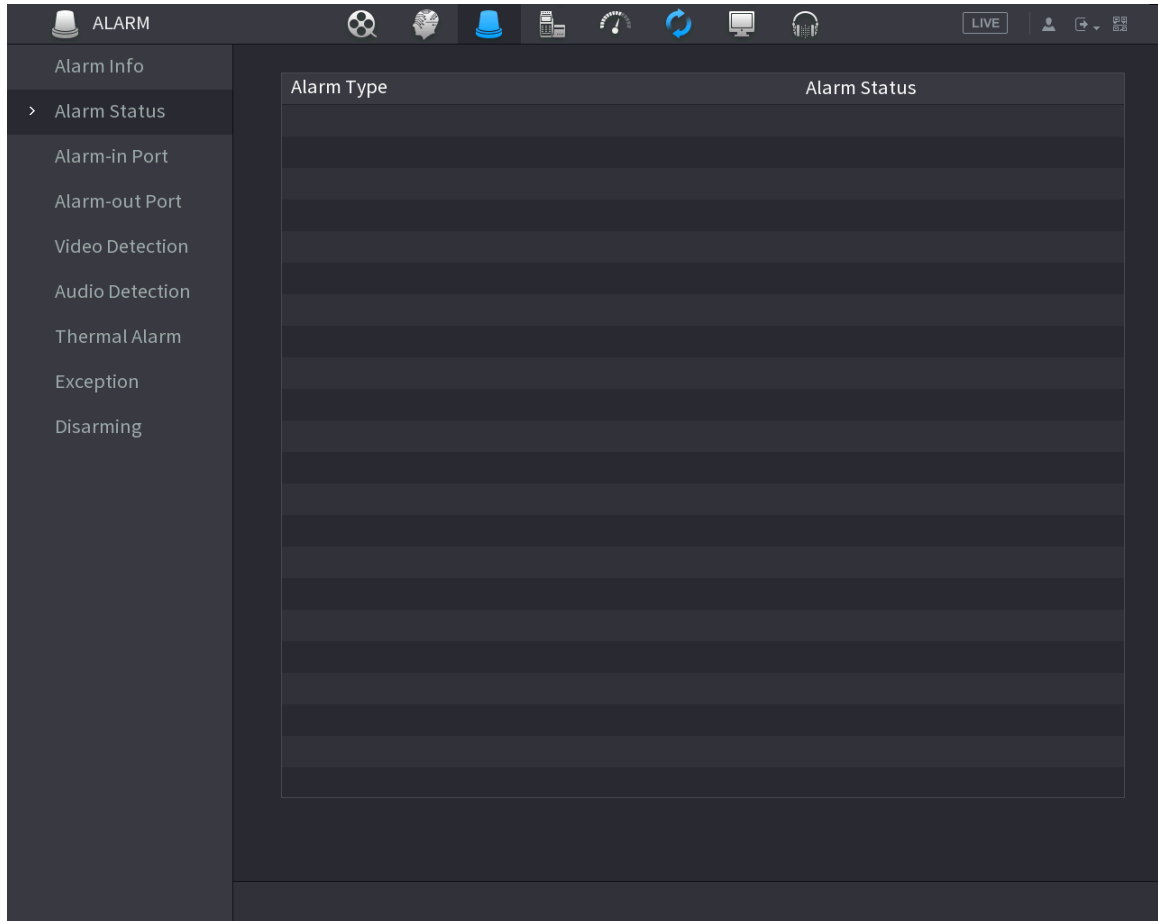 ALARM
LIVE
Alarm Info
Alarm Status
Alarm-in Port
Alarm-out Port
Video Detection
Audio Detection
Thermal Alarm
Exception
Disarming
Alarm Type Alarm Status